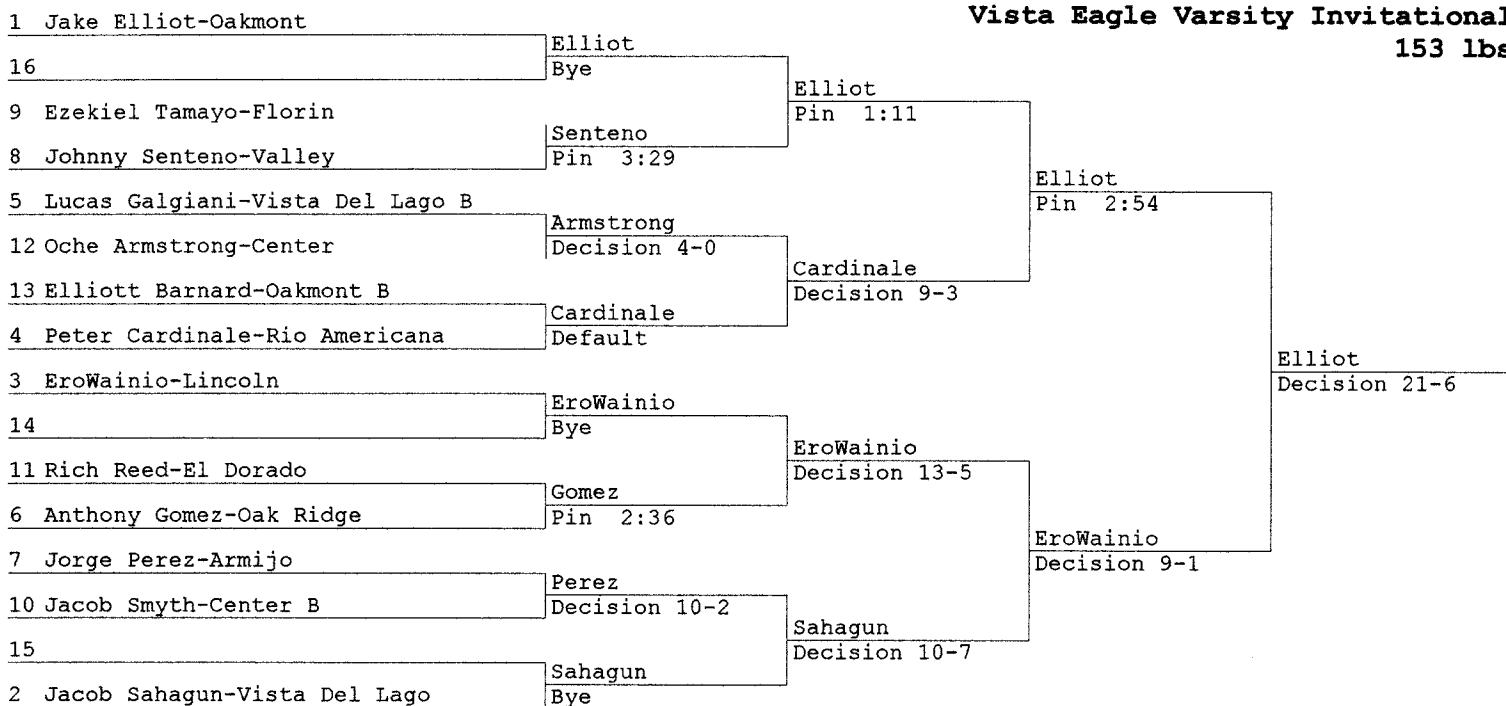 Vista Eagle Varsity Invitational
153 lbs
1 Jake Elliot-Oakmont
16
Elliot
Bye
9 Ezekiel Tamayo-Florin
8 Johnny Senteno-Valley
Senteno
Pin 3:29
Elliot
Pin 1:11
5 Lucas Galgiani-Vista Del Lago B
12 Oche Armstrong-Center
Armstrong
Decision 4-0
13 Elliott Barnard-Oakmont B
4 Peter Cardinale-Rio Americana
Cardinale
Default
Cardinale
Decision 9-3
Elliot
Pin 2:54
3 EroWainio-Lincoln
14
EroWainio
Bye
11 Rich Reed-El Dorado
6 Anthony Gomez-Oak Ridge
Gomez
Pin 2:36
EroWainio
Decision 13-5
7 Jorge Perez-Armijo
10 Jacob Smyth-Center B
Perez
Decision 10-2
15
2 Jacob Sahagun-Vista Del Lago
Sahagun
Bye
Sahagun
Decision 10-7
EroWainio
Decision 9-1
Elliot
Decision 21-6